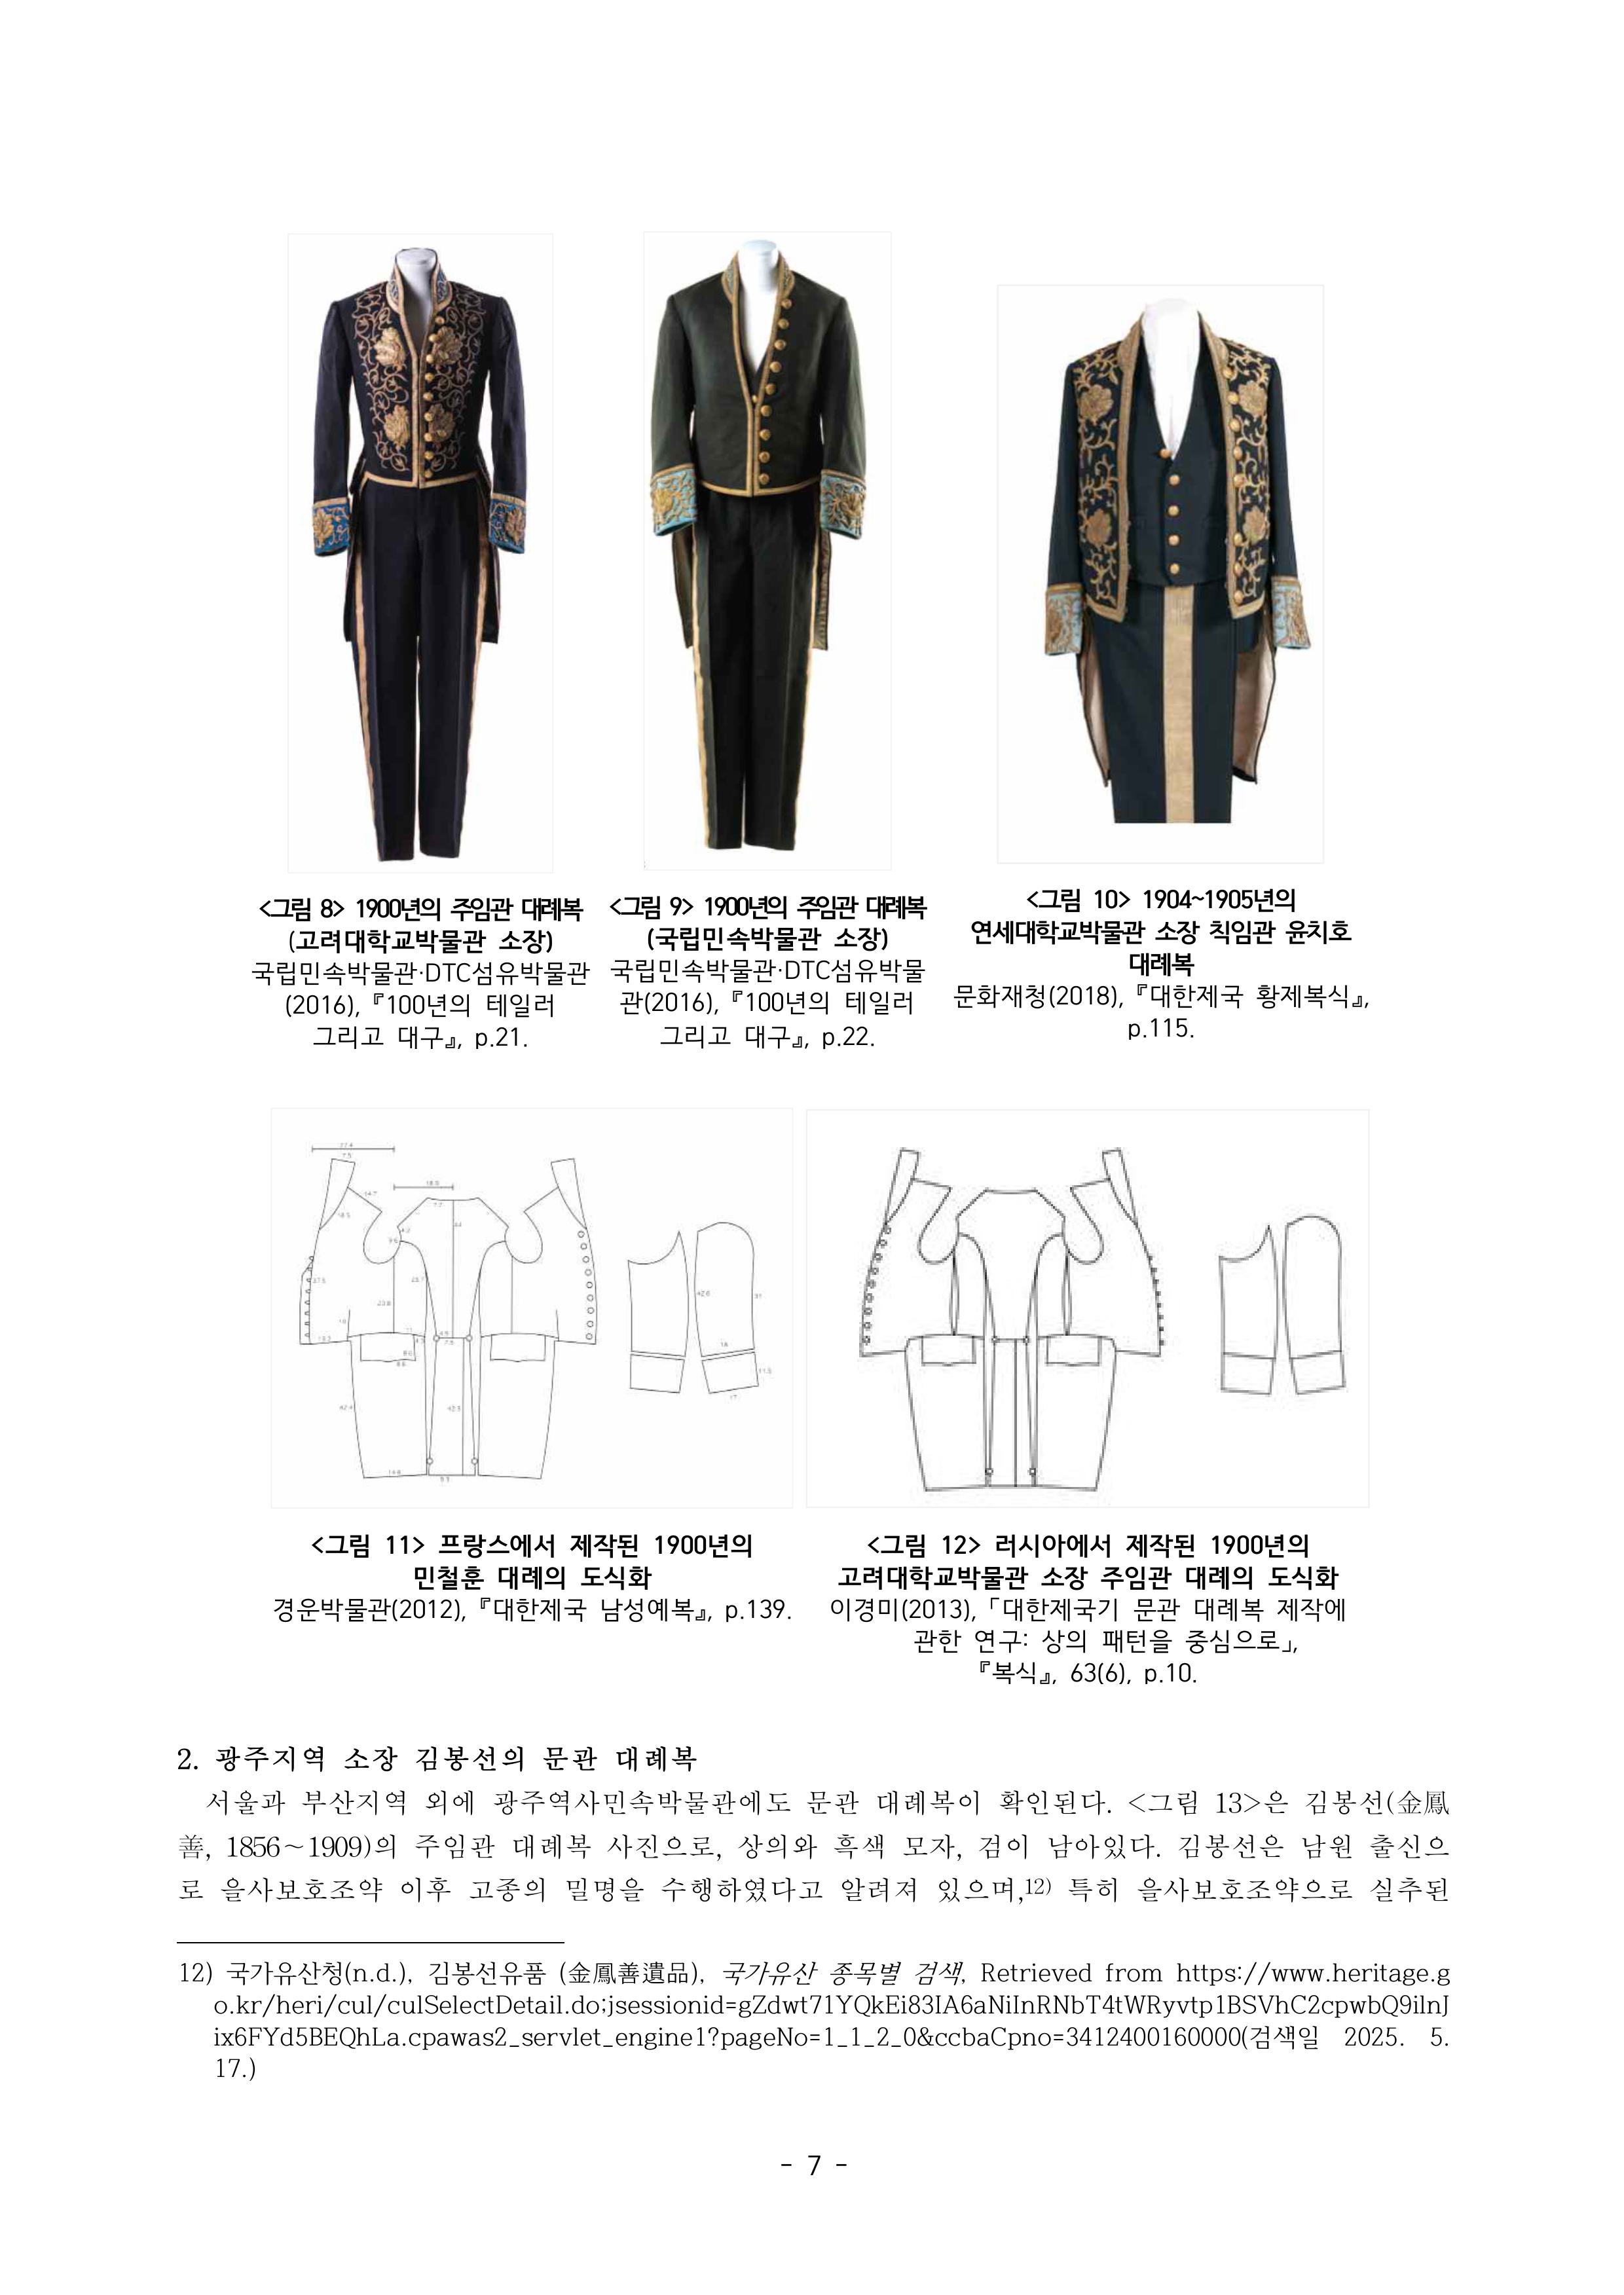 <그림 8> 1900년의 주임관 대례복
(고려대학교박물관 소장)
국립민속박물관·DTC섬유박물관
(2016), 『100년의 테일러
그리고 대구』, p.21.
<그림 9> 1900년의 주임관 대례복
(국립민속박물관 소장)
국립민속박물관·DTC섬유박물
관(2016), 『100년의 테일러
그리고 대구』, p.22.
<그림 10> 1904~1905년의
연세대학교박물관 소장 칙임관 윤치호
대례복
문화재청(2018), 『대한제국 황제복식』,
p.115.
<그림 11> 프랑스에서 제작된 1900년의
민철훈 대례의 도식화
경운박물관(2012), 『대한제국 남성예복』, p.139.
<그림 12> 러시아에서 제작된 1900년의
고려대학교박물관 소장 주임관 대례의 도식화
이경미(2013), 「대한제국기 문관 대례복 제작에
관한 연구: 상의 패턴을 중심으로」,
『복식』, 63(6), p.10.
2. 광주지역 소장 김봉선의 문관 대례복
서울과 부산지역 외에 광주역사민속박물관에도 문관 대례복이 확인된다. <그림 13>은 김봉선(金鳳
善, 1856~1909)의 주임관 대례복 사진으로, 상의와 흑색 모자, 검이 남아있다. 김봉선은 남원 출신으
로 을사보호조약 이후 고종의 밀명을 수행하였다고 알려져 있으며,12) 특히 을사보호조약으로 실추된
12) 국가유산청(n.d.), 김봉선유품 (金鳳善遺品), 국가유산 종목별 검색, Retrieved from https://www.heritage.g
o.kr/heri/cul/culSelectDetail.do;jsessionid=gZdwt71YQkEi83IA6aNiInRNbT4tWRyvtp1BSVhC2cpwbQ9ilnJ
ix6FYd5BEQhLa.cpawas2_servlet_engine1?pageNo=1_1_2_0&ccbaCpno=3412400160000(검색일 2025. 5.
17.)
- 7 -